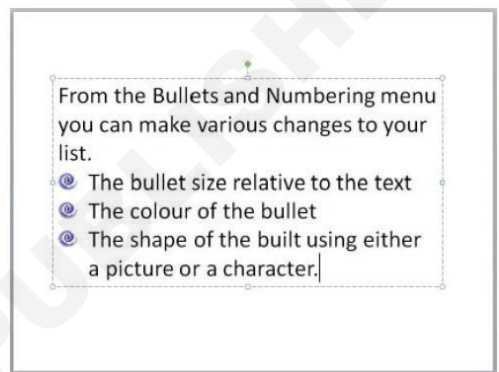 From the Bullets and Numbering menu
you can make various changes to your
list.
The bullet size relative to the text
The colour of the bullet
The shape of the built using either
a picture or a character.